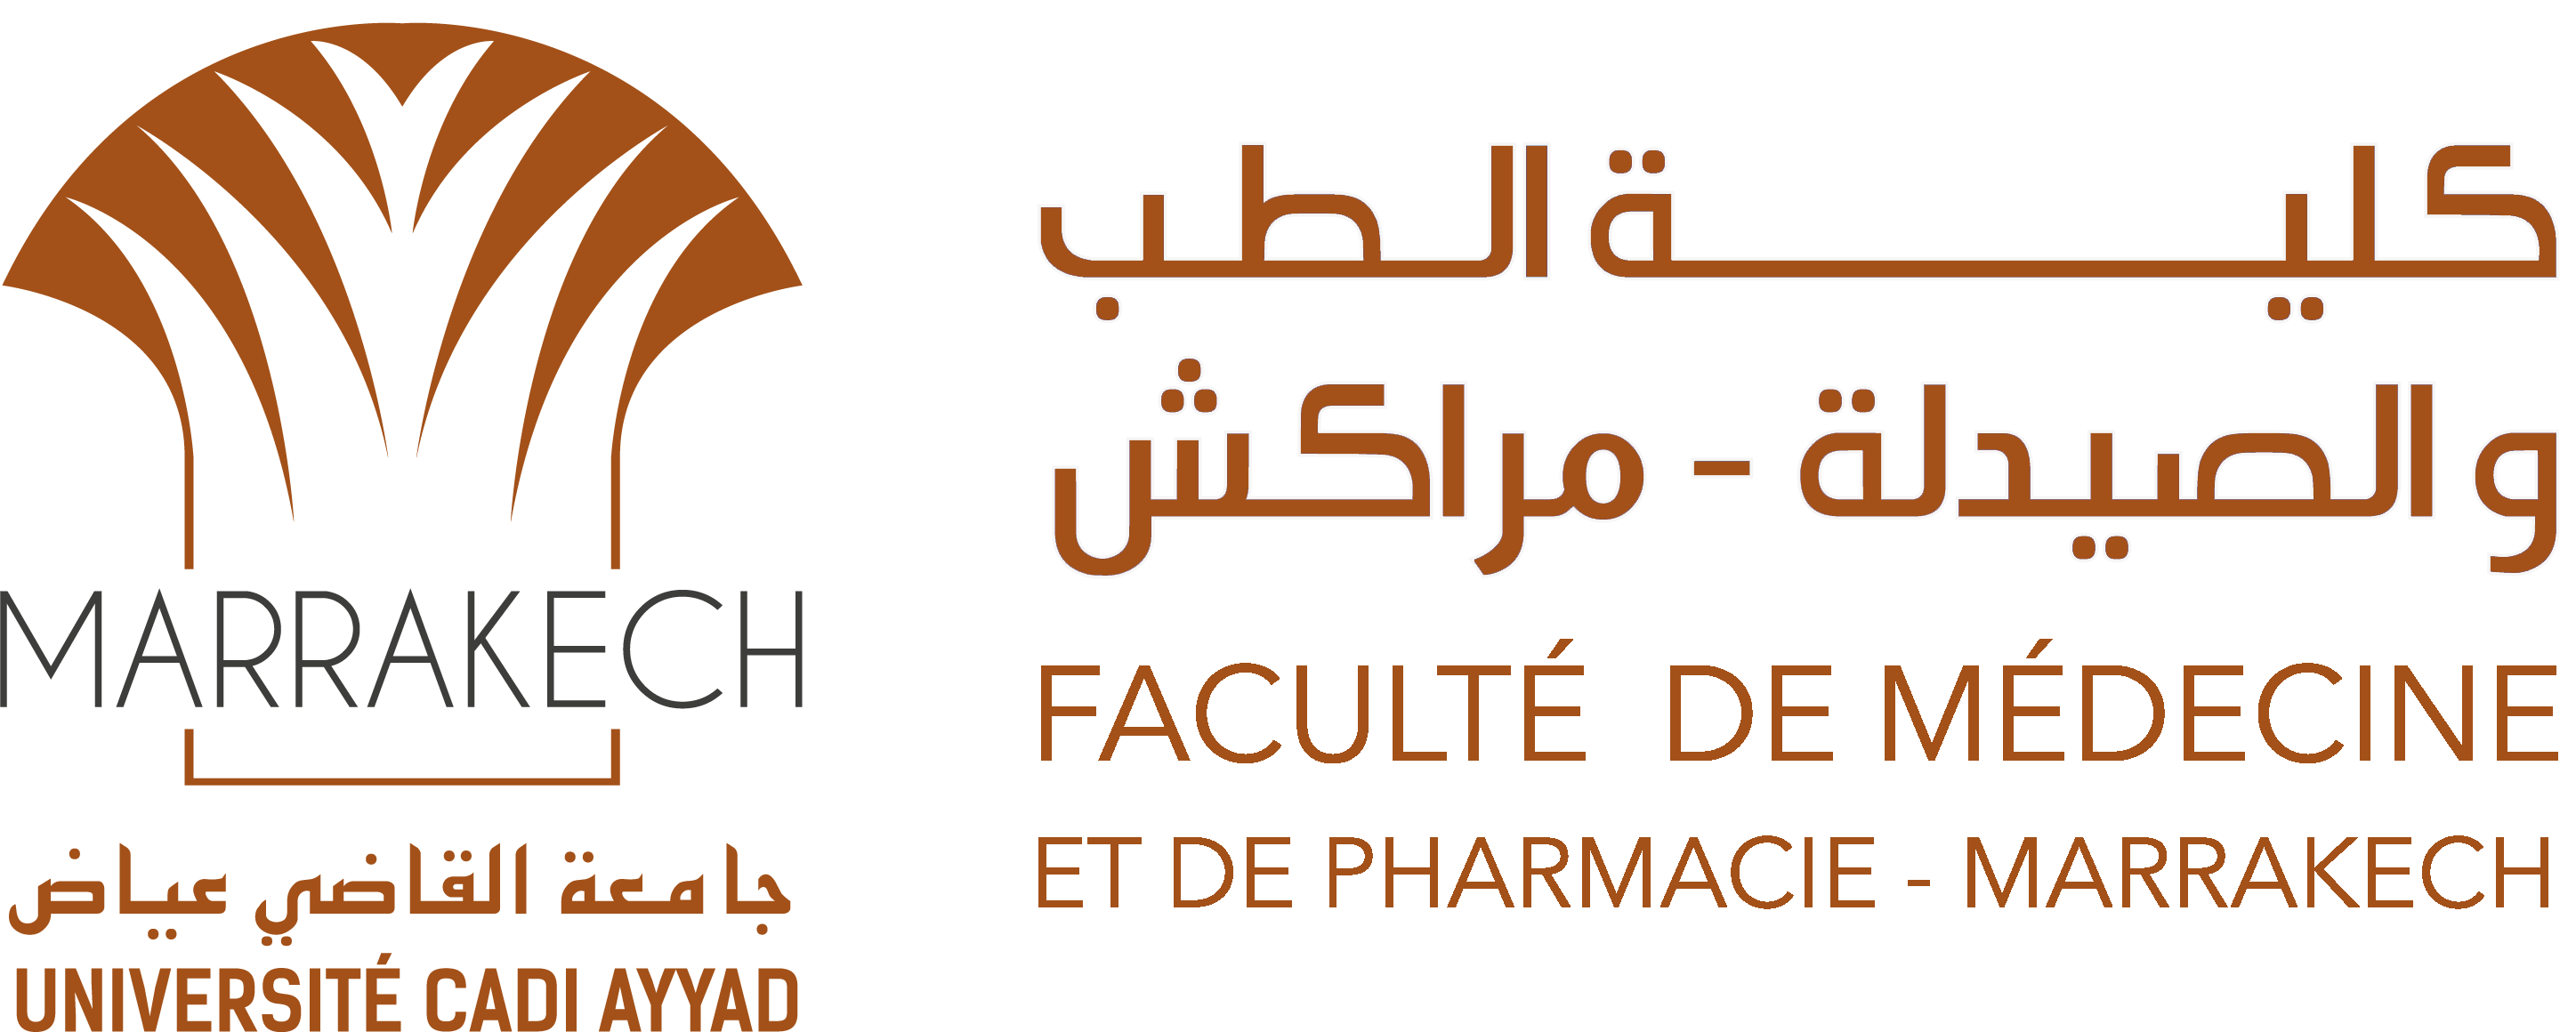 MARRAKECH
جامعة القاضي عياض
UNIVERSITÉ CADI AYYAD
كلية الطب
والصيدلة - مراكش
FACULTÉ DE MÉDECINE
ET DE PHARMACIE - MARRAKECH